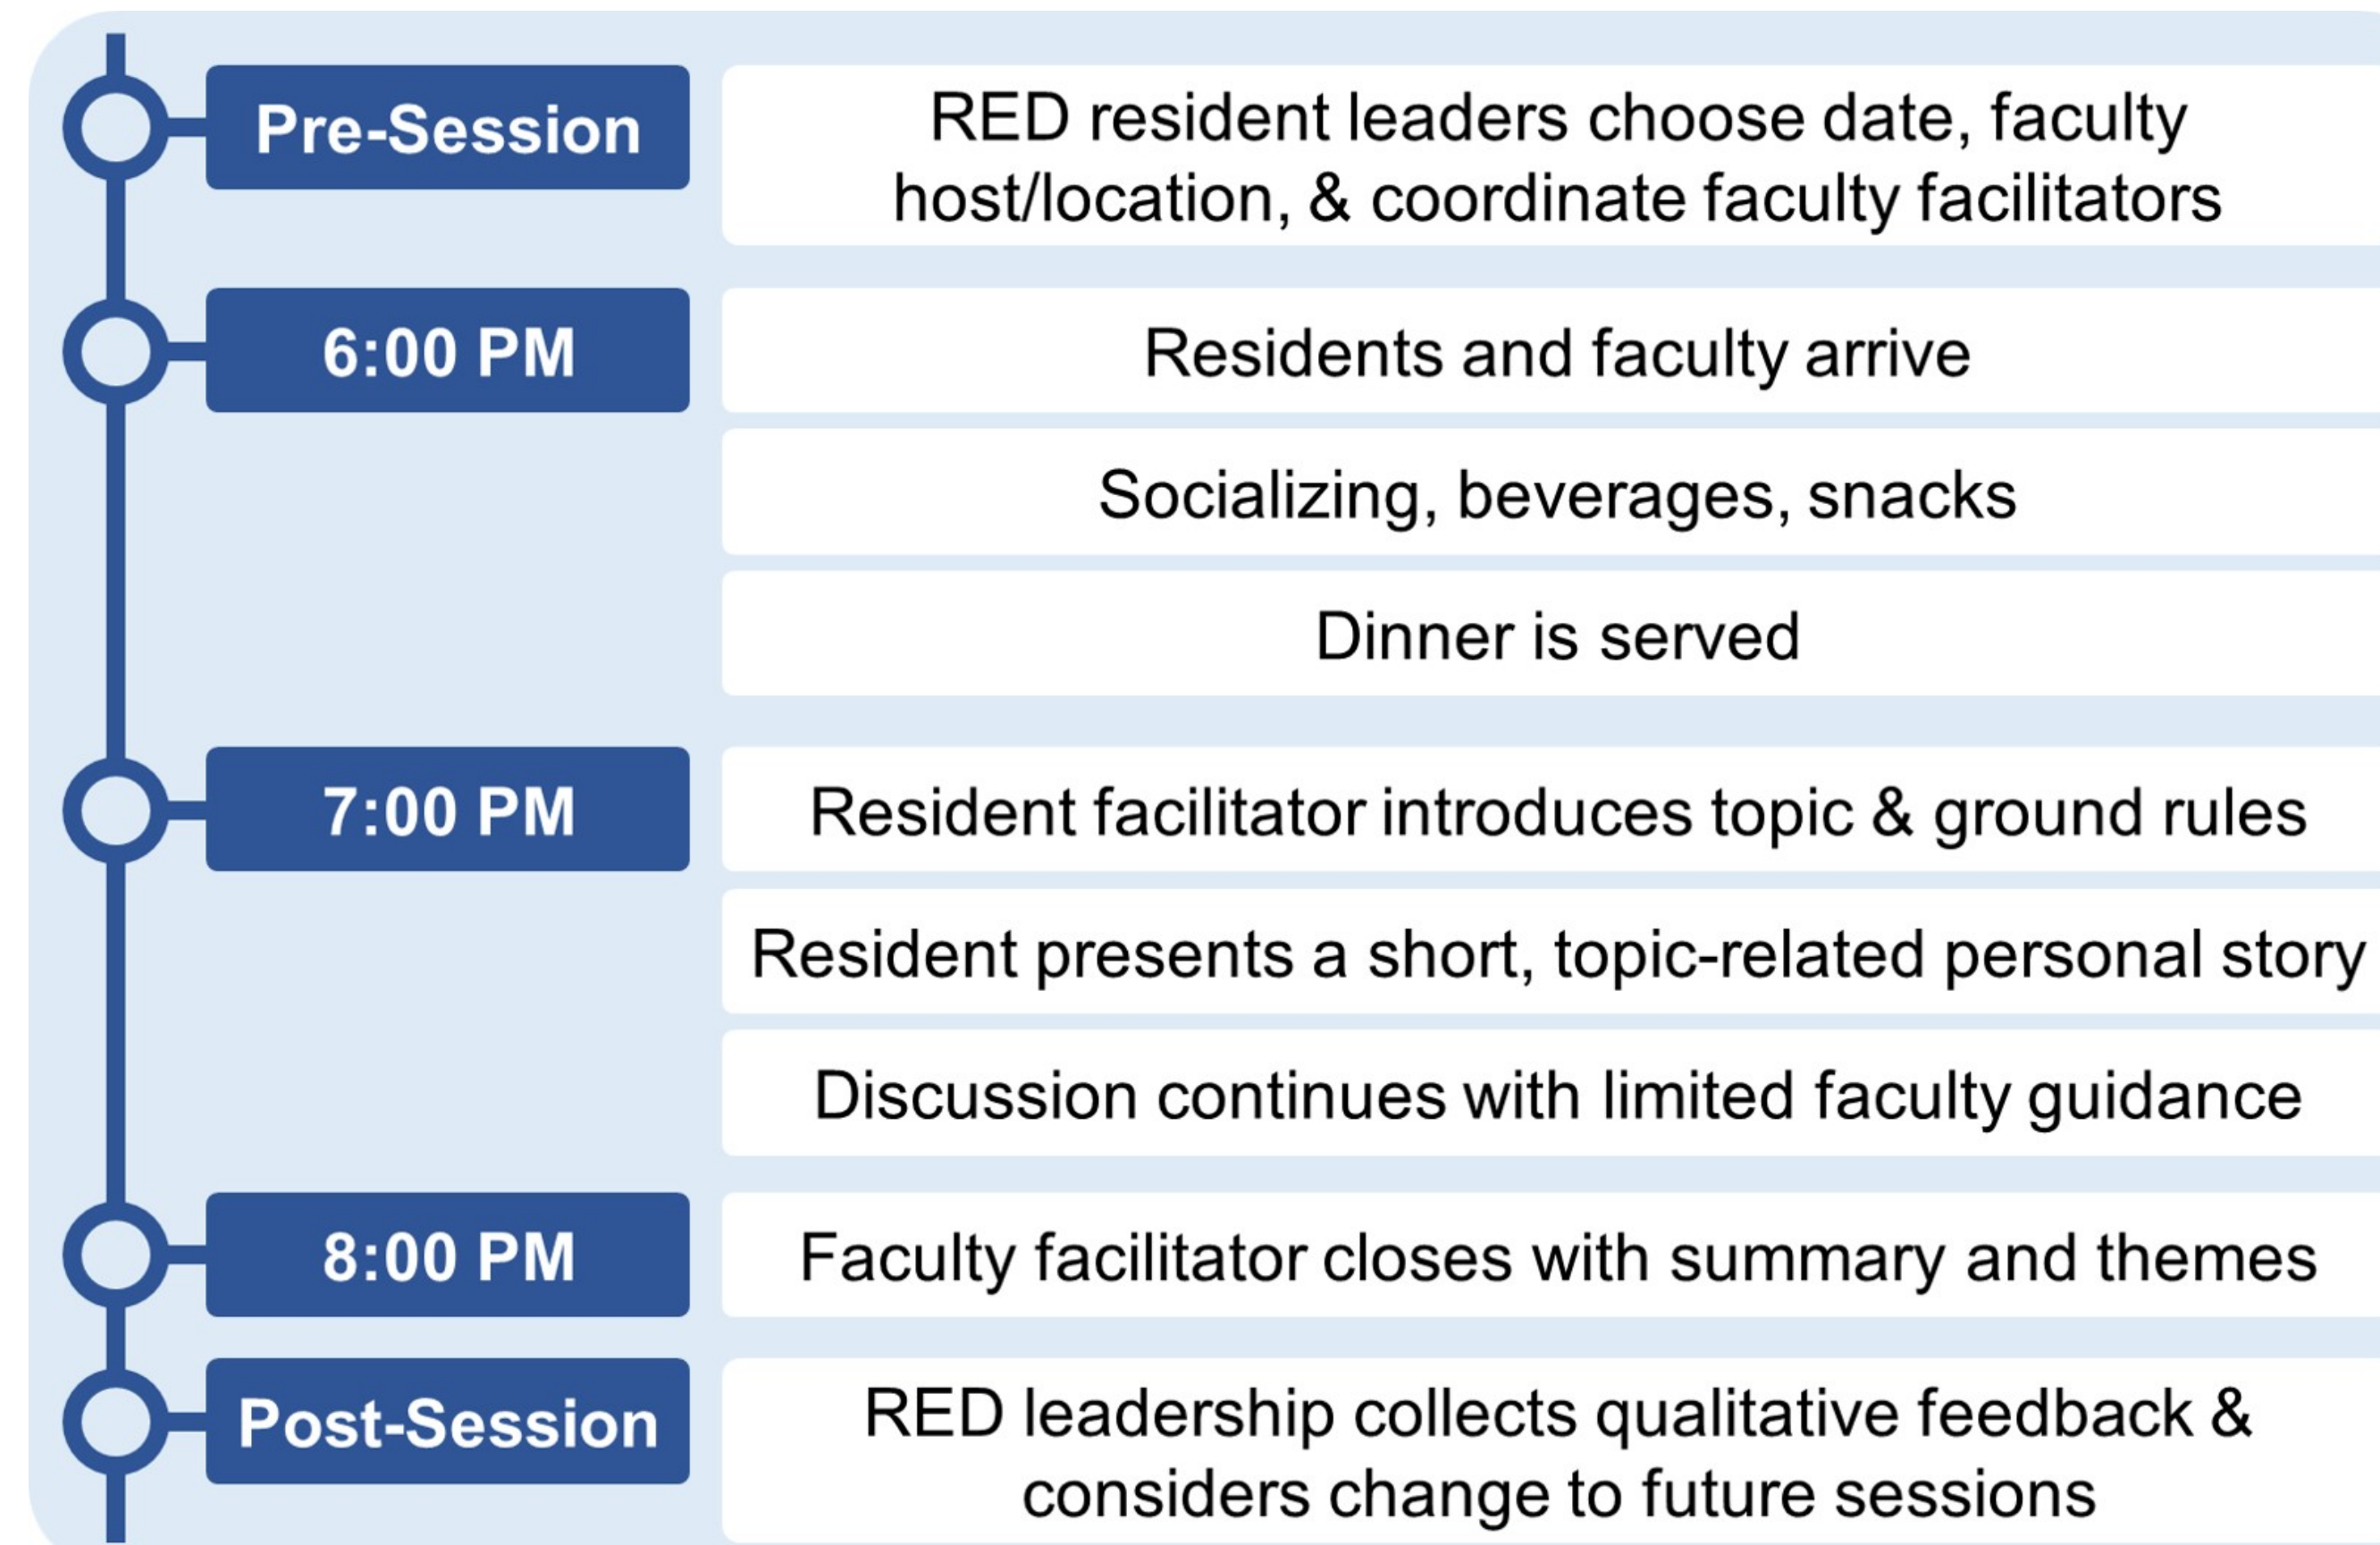 Pre-Session
RED resident leaders choose date, faculty
host/location, & coordinate faculty facilitators
6:00 PM
Residents and faculty arrive
Socializing, beverages, snacks
Dinner is served
7:00 PM
Resident facilitator introduces topic & ground rules
Resident presents a short, topic-related personal story
Discussion continues with limited faculty guidance
8:00 PM
Faculty facilitator closes with summary and themes
Post-Session
RED leadership collects qualitative feedback &
considers change to future sessions